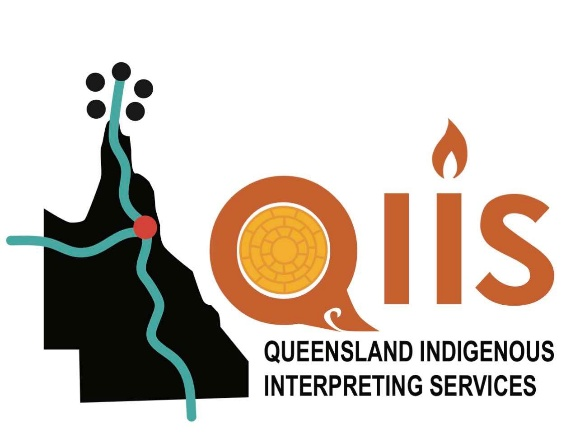 QIIS
QUEENSLAND INDIGENOUS
INTERPRETING SERVICES